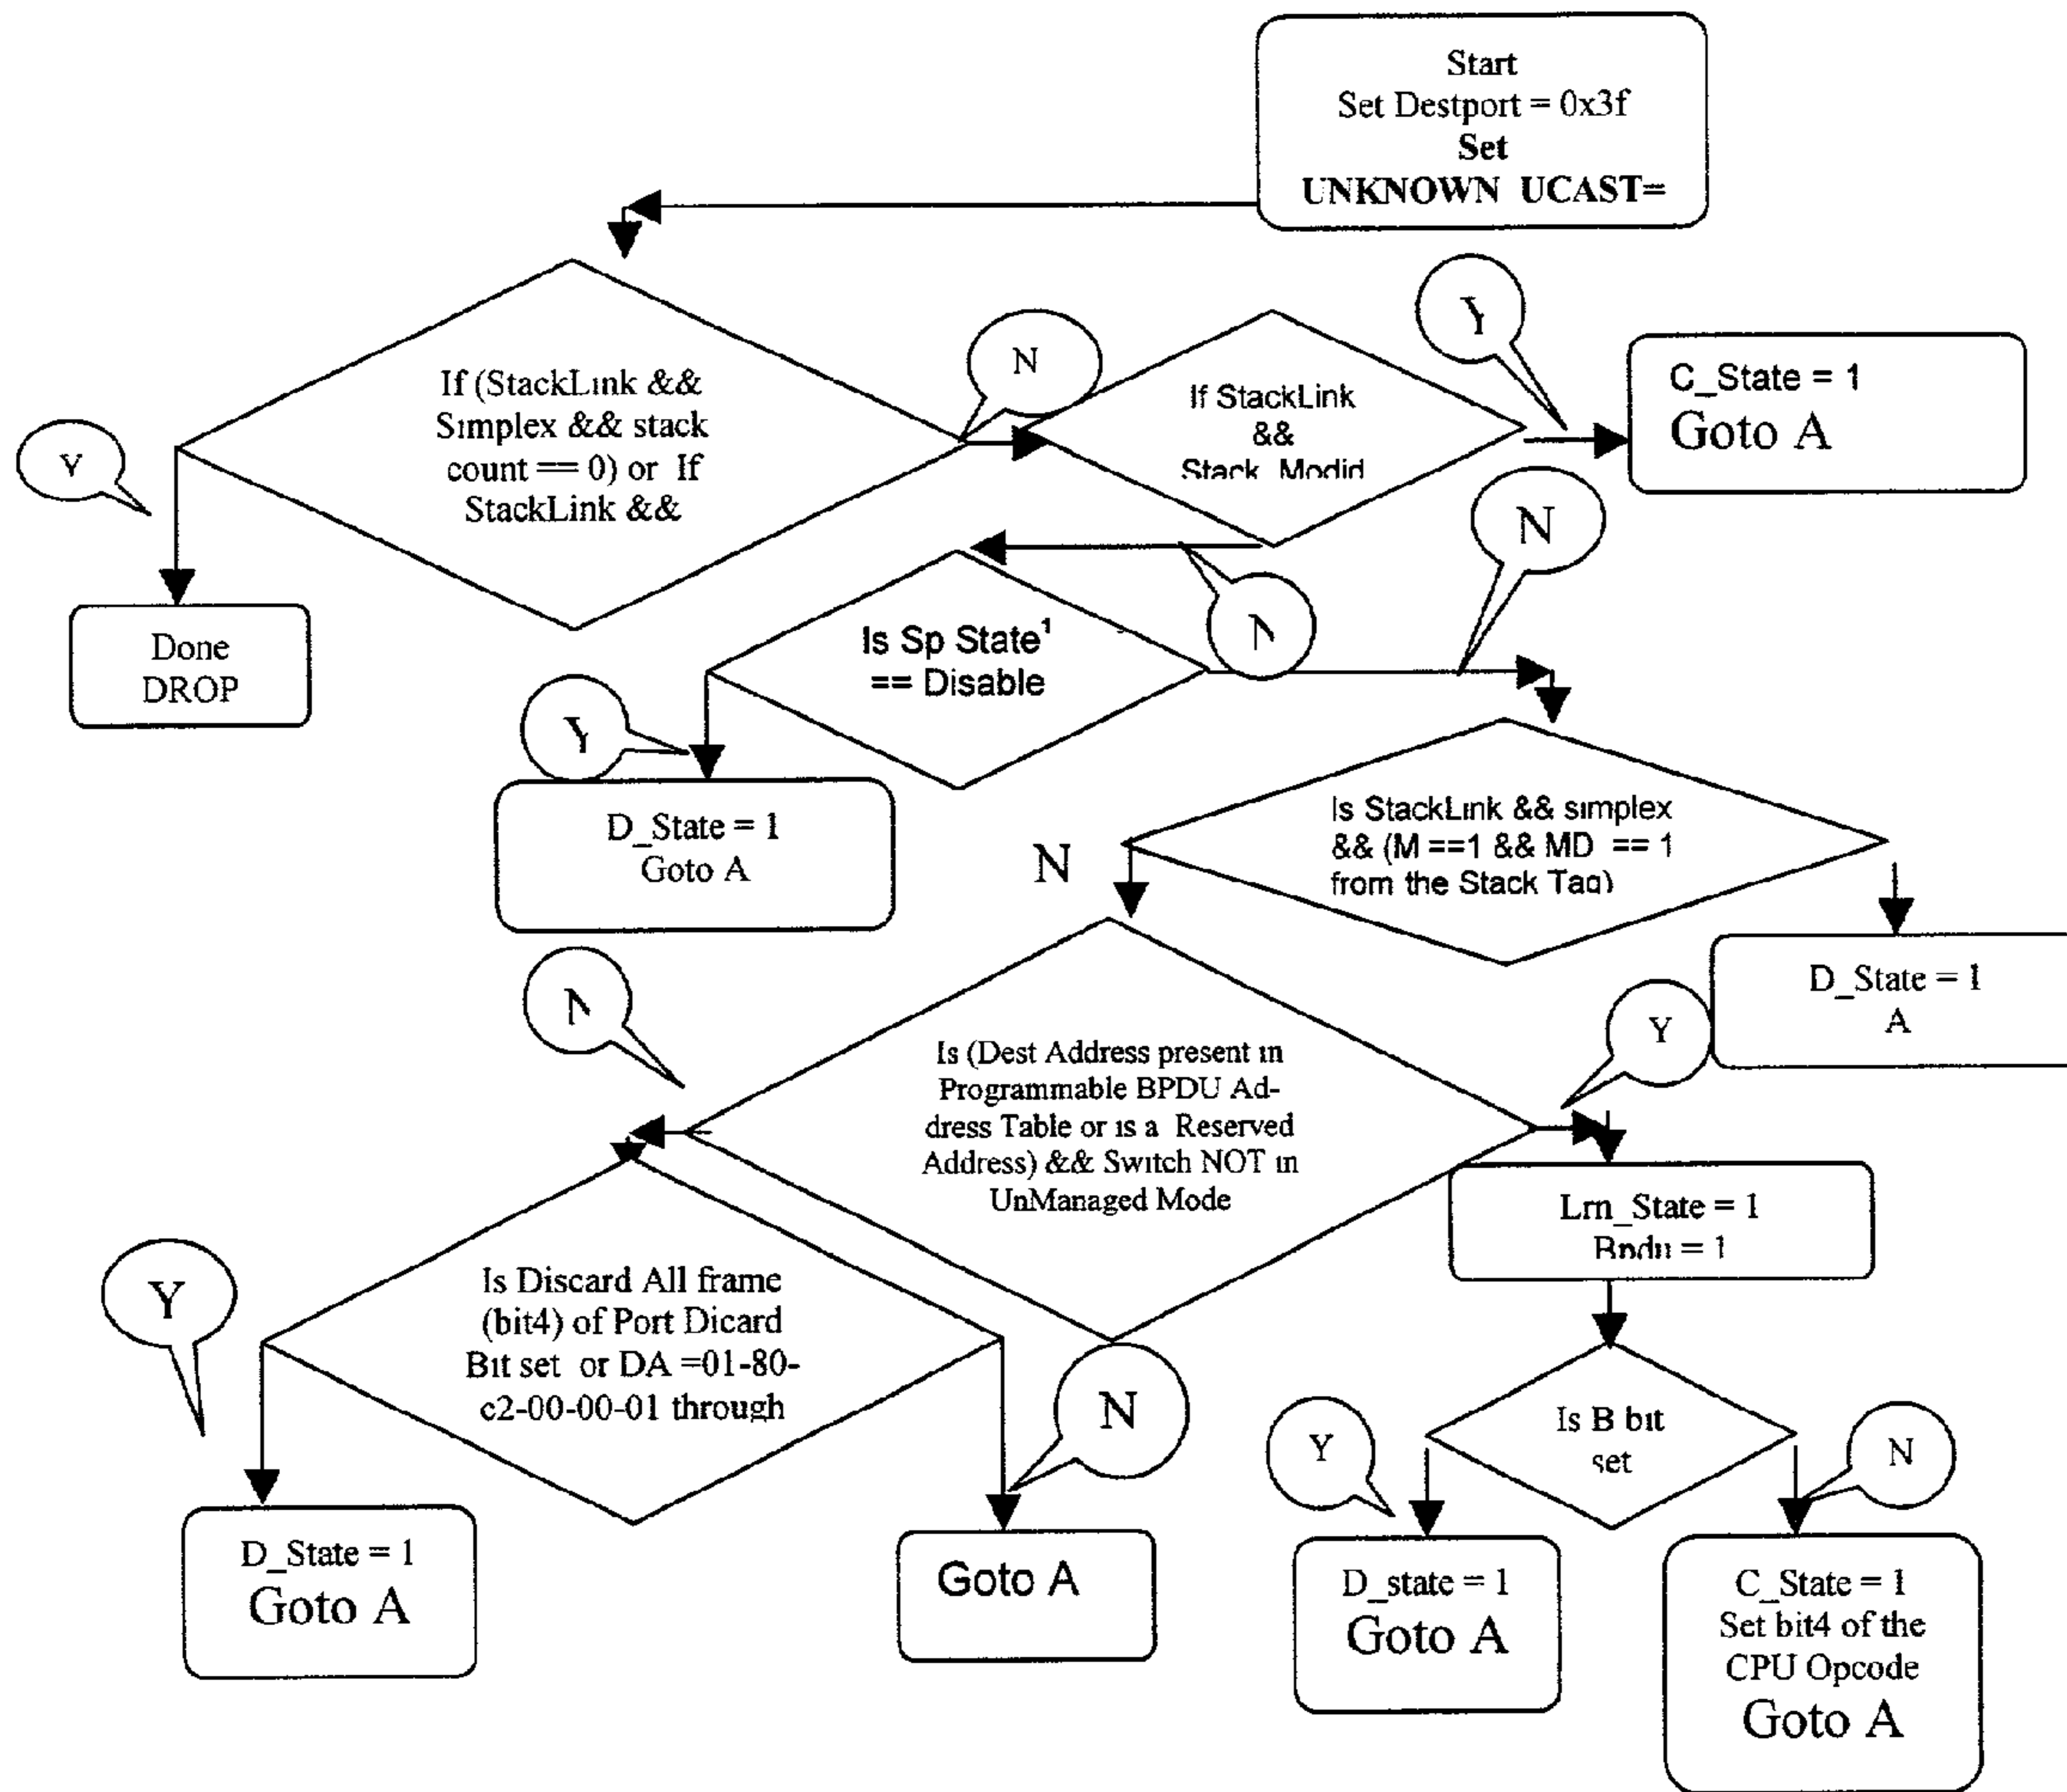 Start
Set Destport = 0x3f
Set
UNKNOWN UCAST=
If (StackLink &&
Simplex && stack
count == 0) or If
StackLink &&
Y
Done
DROP
N
If StackLink
&&
Stack Modid
Y
C_State = 1
Goto A
N
Is Sp State¹
== Disable
N
Y
D_State = 1
Goto A
Is StackLink && simplex
&& (M ==1 && MD == 1
from the Stack Tag)
N
D_State = 1
A
Is (Dest Address present in
Programmable BPDU Ad-
dress Table or is a Reserved
Address) && Switch NOT in
UnManaged Mode
N
Y
Is Discard All frame
(bit4) of Port Dicard
Bit set or DA =01-80-
c2-00-00-01 through
Y
D_State = 1
Goto A
N
Goto A
Lrn_State = 1
Bpdu = 1
Is B bit
set
Y
D_state = 1
Goto A
N
C_State = 1
Set bit4 of the
CPU Opcode
Goto A